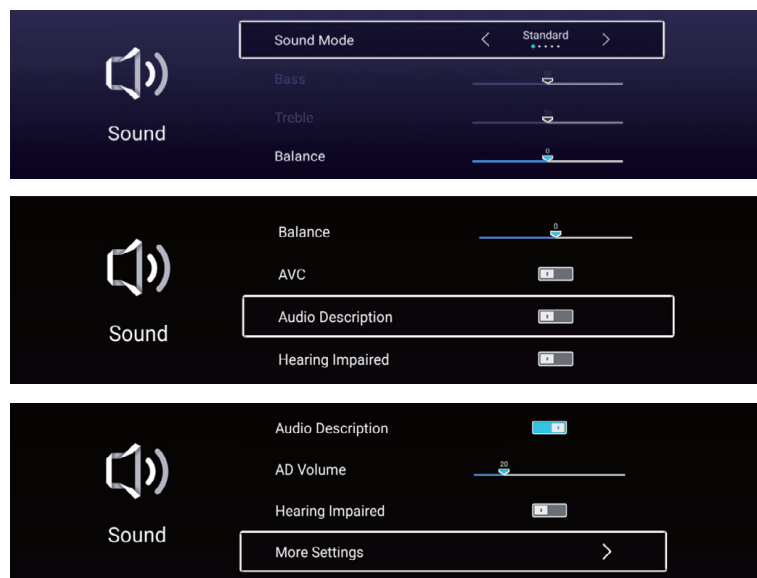 Sound
Sound Mode
Standard
Bass
Treble
Balance
0
Sound
Balance
0
AVC
Audio Description
Hearing Impaired
Sound
Audio Description
AD Volume
20
Hearing Impaired
More Settings